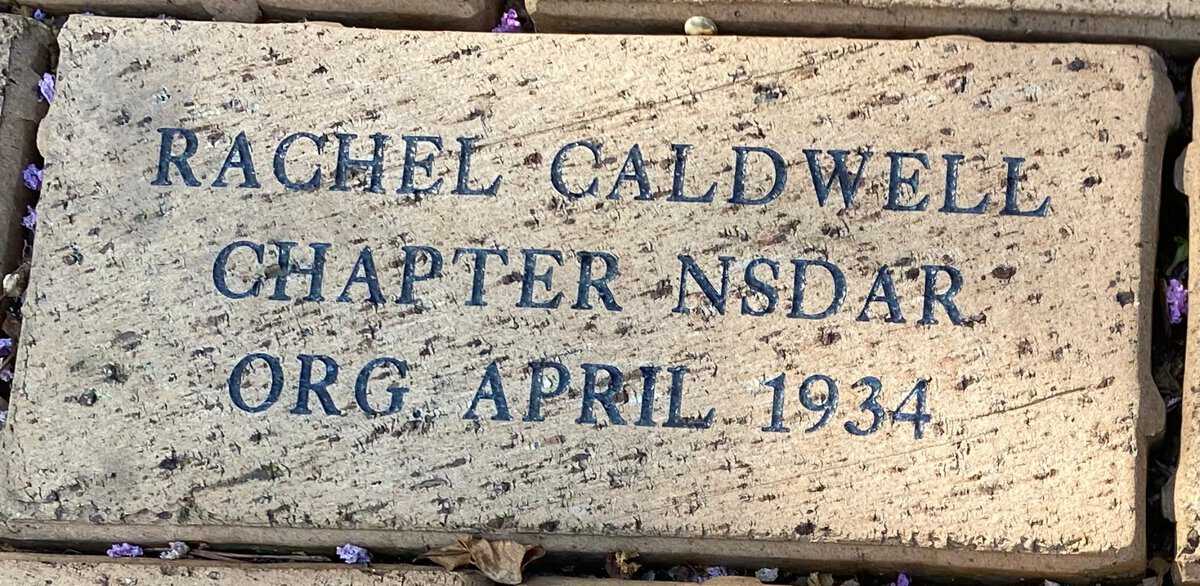 RACHEL CALDWELL
CHAPTER NSDAR
ORG. APRIL 1934